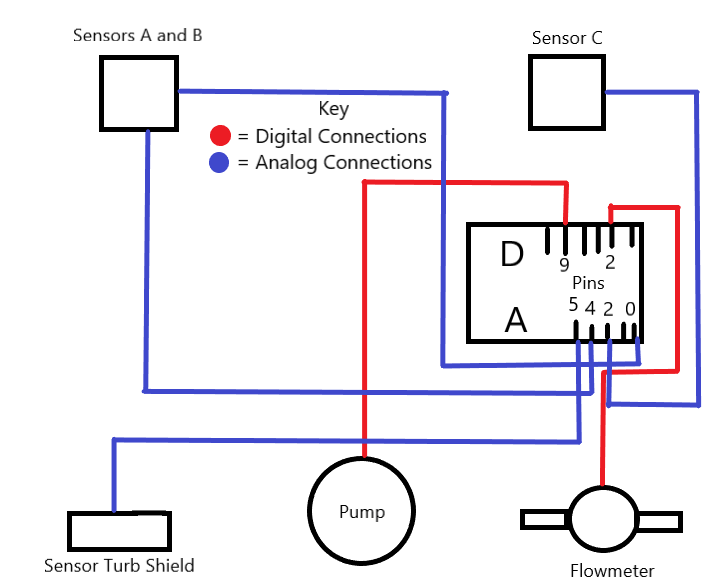 Sensors A and B
Sensor C
Key
= Digital Connections
= Analog Connections
D
9 2
Pins
5 4 2 0
A
Pump
Sensor Turb Shield
Flowmeter